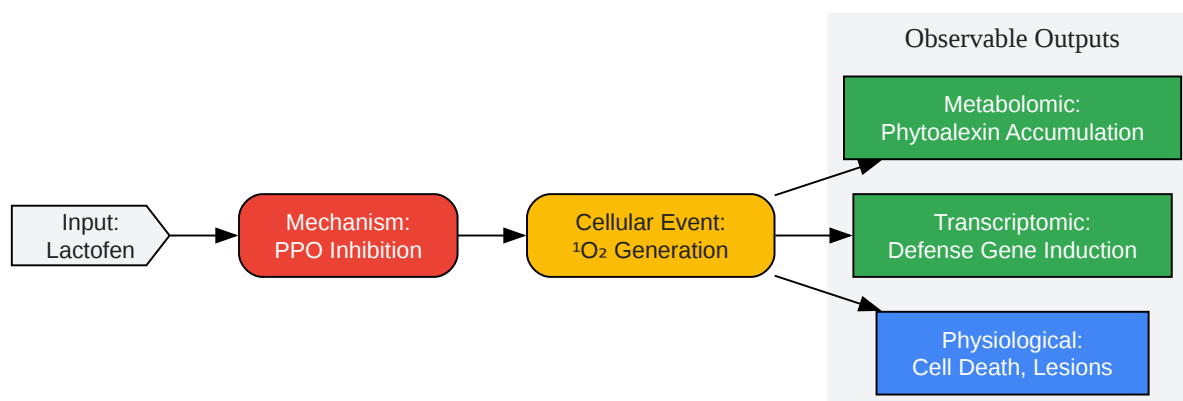 Observable Outputs
Metabolomic:
Phytoalexin Accumulation
Input:
Lactofen
Mechanism:
PPO Inhibition
Cellular Event:
¹O₂ Generation
Transcriptomic:
Defense Gene Induction
Physiological:
Cell Death, Lesions